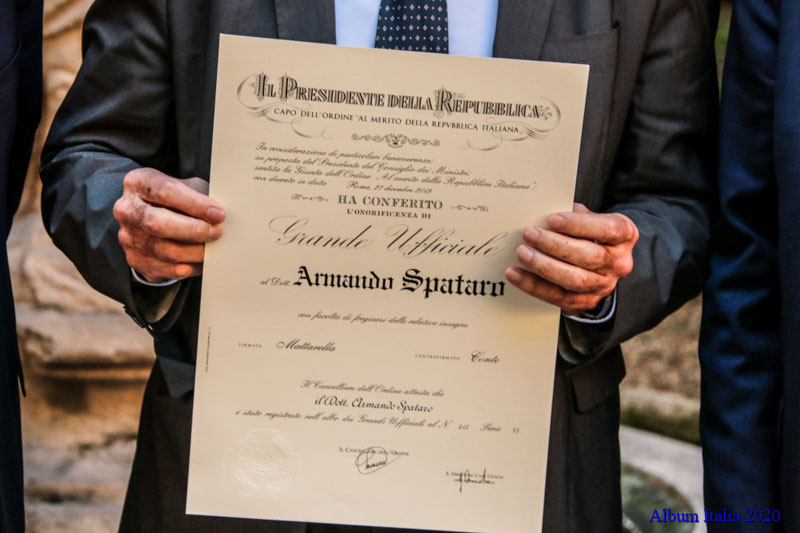 IL PRESIDENTE DELLA REPUBBLICA
CAPO DELL'ORDINE "AL MERITO DELLA REPVBBLICA ITALIANA
In considerazione di particolari benemerenze;
su proposta del Presidente del Consiglio dei Ministri;
sentita la Giunta dell'Ordine "Al merito della Repubblica Italiana";
con decreto in data Roma, 27 dicembre 2019
HA CONFERITO
L'ONORIFICENZA DI
Grande Ufficiale
al Dott. Armando Spataro
con facoltà di fregiarsi delle relative insegne.
FIRMATO Mattarella CONTROFIRMATO Conte
Il Cancelliere dell'Ordine attesta che
il Dott. Armando Spataro
è stato registrato nell'albo dei Grandi Ufficiali al N. Serie VI
IL CANCELLIERE DELL'ORDINE
Album Italia 2020